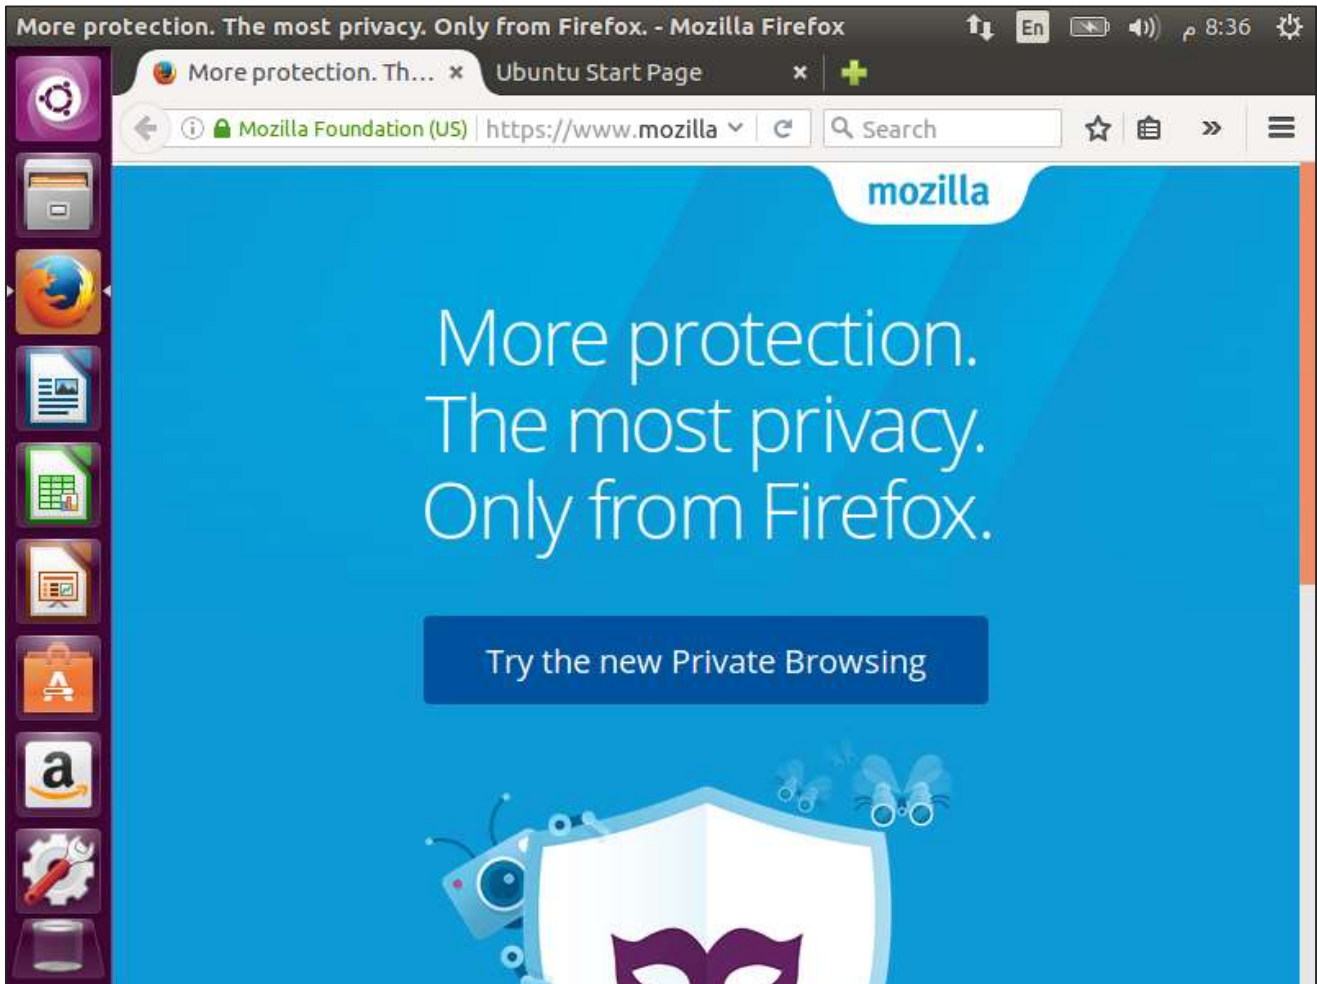 More protection. The most privacy. Only from Firefox. - Mozilla Firefox En م 8:36
More protection. Th... Ubuntu Start Page
Mozilla Foundation (US) https://www.mozilla Search
mozilla
More protection.
The most privacy.
Only from Firefox.
Try the new Private Browsing
A
a